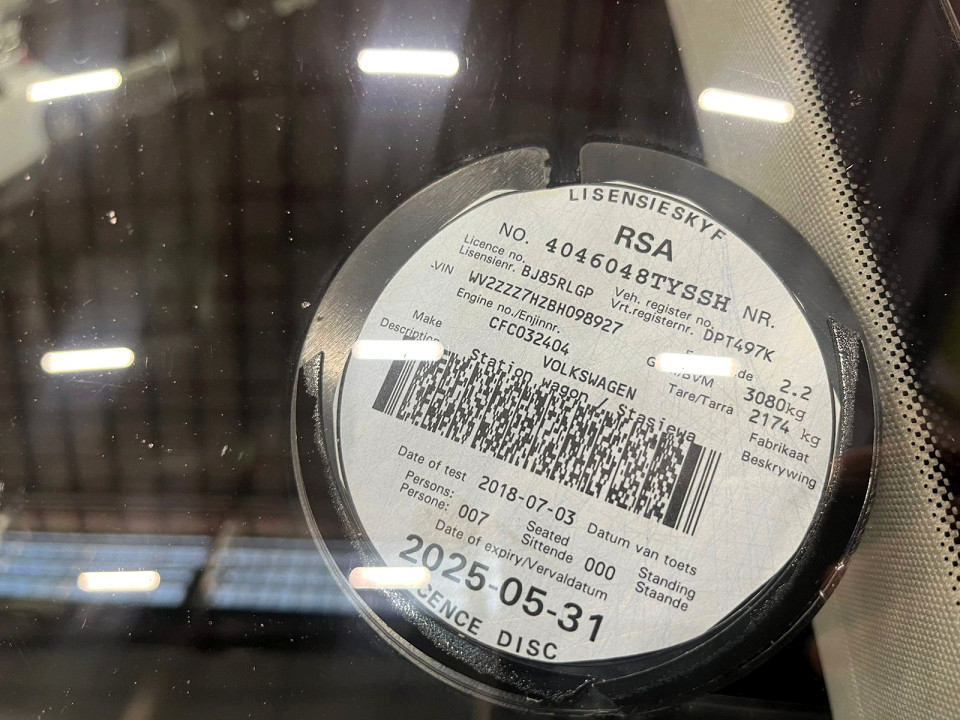 LISENSIESKYF
RSA
NO. 4046048TYSSH NR.
Licence no. BJ85RLGP Veh. register no. DPT497K
Lisensienr. Vrt.registernr.
VIN WV2ZZZ7HZBH098927
Engine no./Enjinnr. CFC032404 2.2
3080kg
Tare/Tarra 2174 kg
Make VOLKSWAGEN Fabrikaat
Station wagon / Stasiewa Beskrywing
Date of test 2018-07-03 Datum van toets
Persons: 007 Seated 000 Standing
Persone: Sittende Staande
Date of expiry/Vervaldatum
2025-05-31
DISC